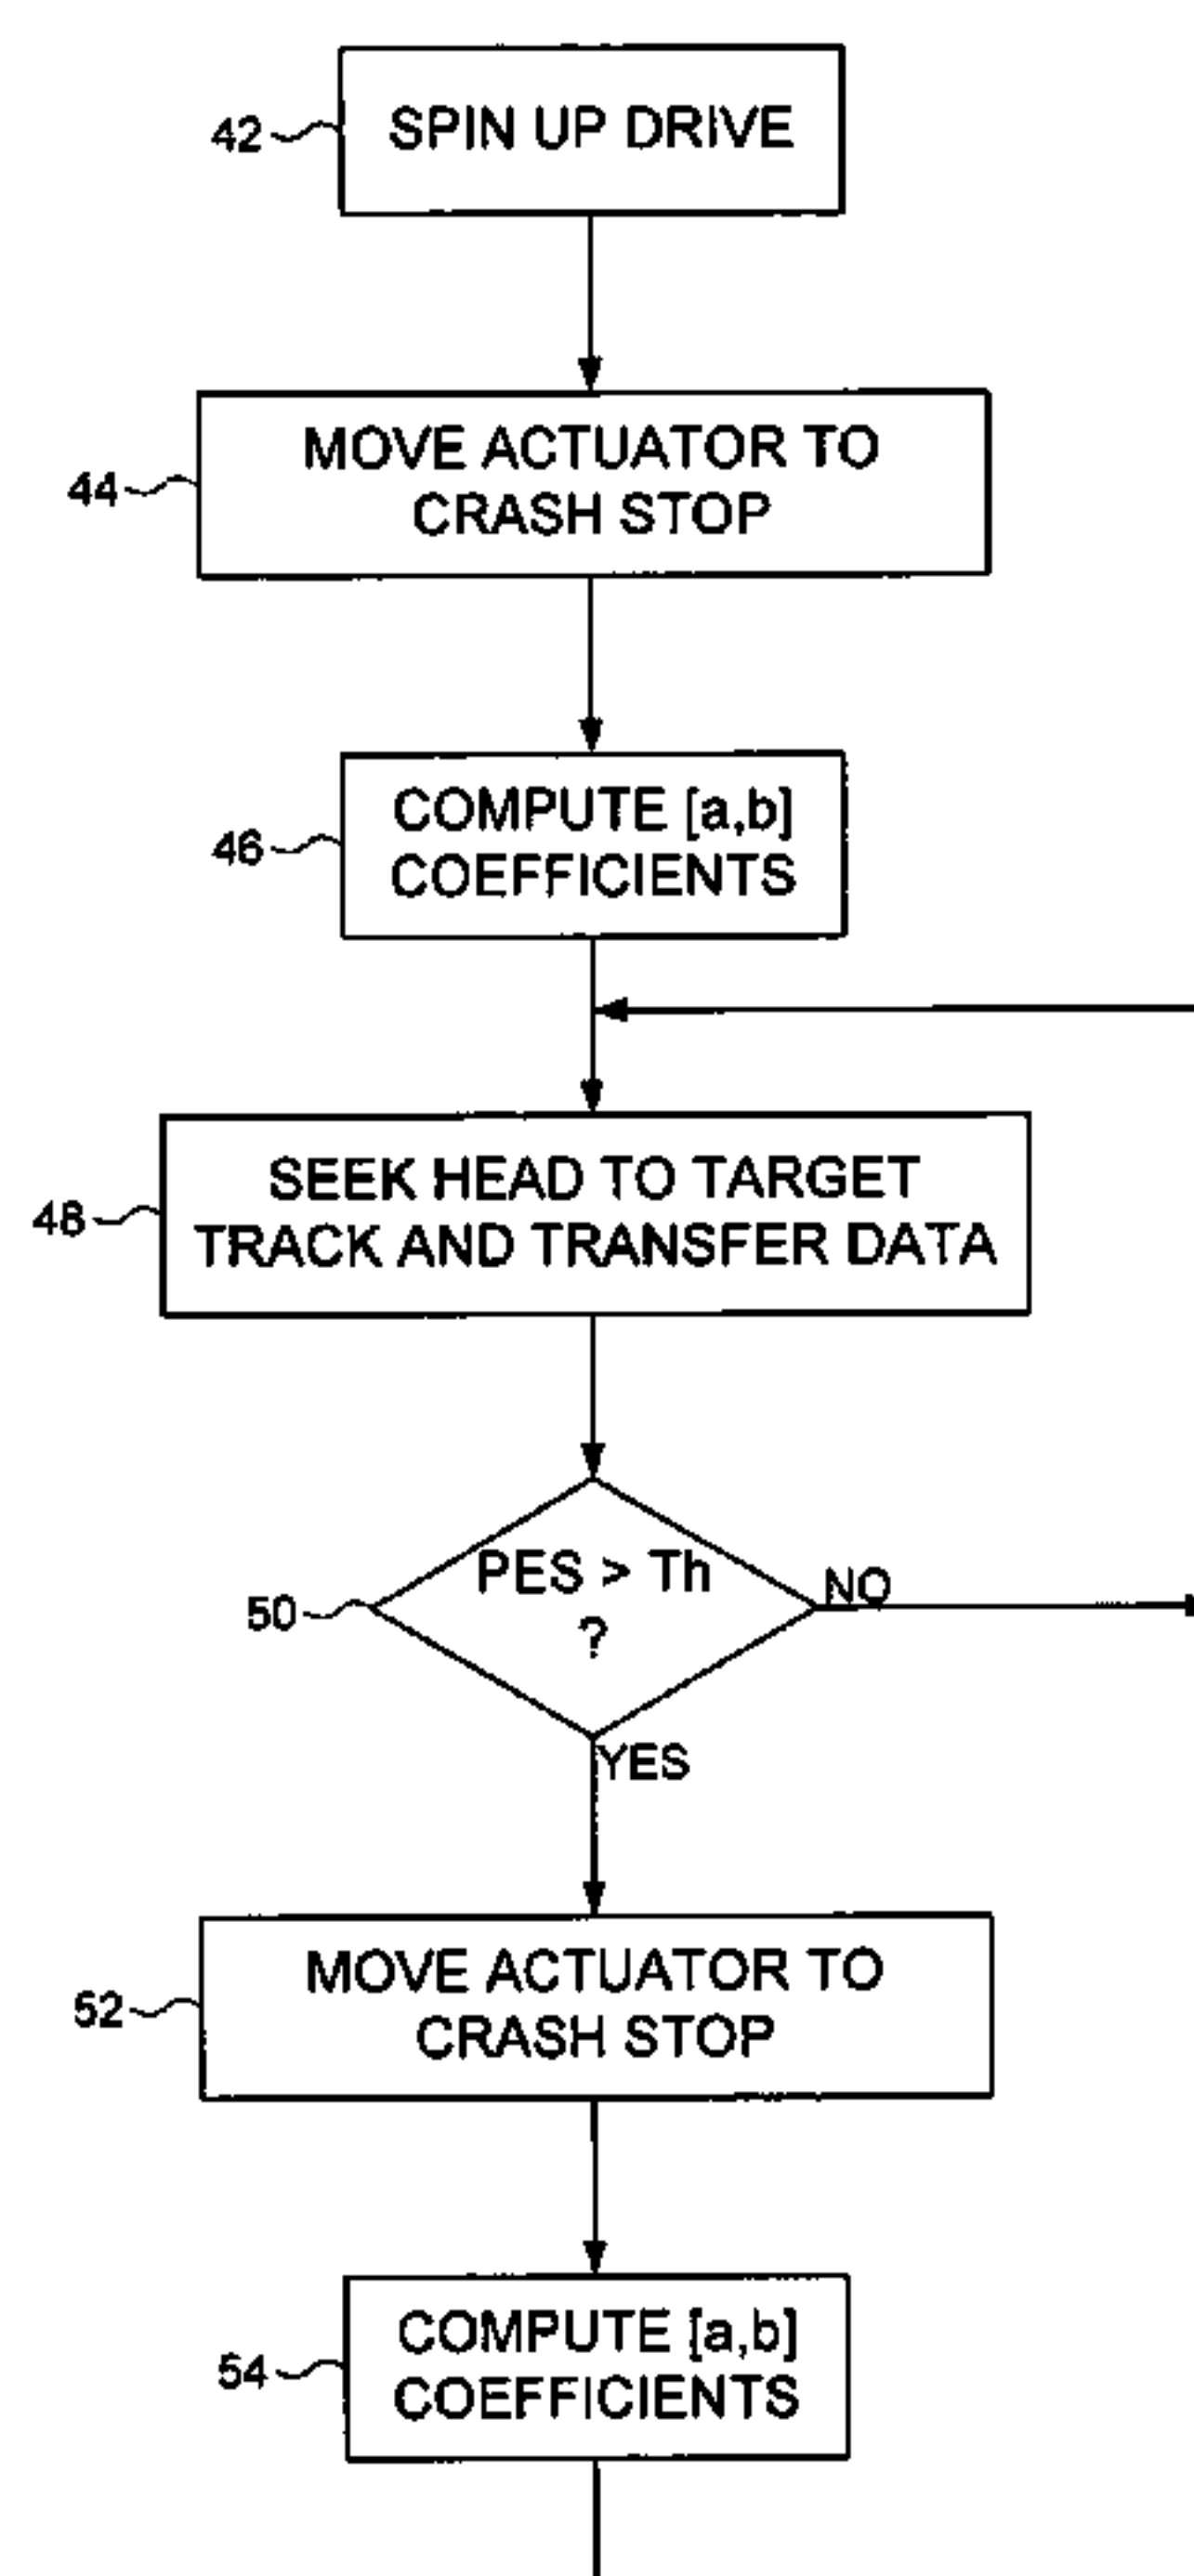 42
SPIN UP DRIVE
44
MOVE ACTUATOR TO
CRASH STOP
46
COMPUTE [a,b]
COEFFICIENTS
48
SEEK HEAD TO TARGET
TRACK AND TRANSFER DATA
50
PES > Th
?
NO
YES
52
MOVE ACTUATOR TO
CRASH STOP
54
COMPUTE [a,b]
COEFFICIENTS